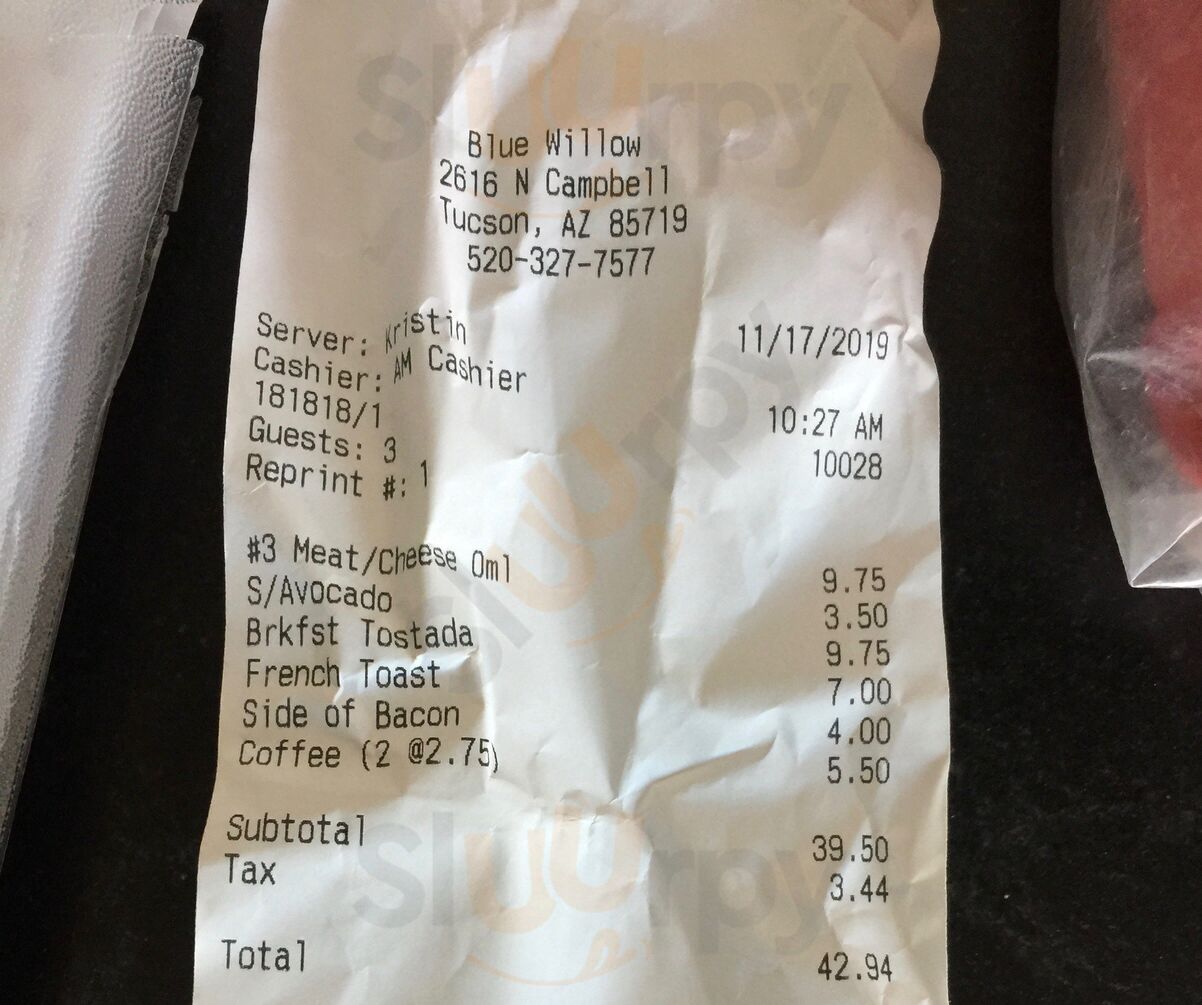 Blue Willow
2616 N Campbell
Tucson, AZ 85719
520-327-7577
Server: Kristin 11/17/2019
Cashier: AM Cashier
181818/1 10:27 AM
Guests: 3 10028
Reprint #: 1
#3 Meat/Cheese Oml 9.75
S/Avocado 3.50
Brkfst Tostada 9.75
French Toast 7.00
Side of Bacon 4.00
Coffee (2 @2.75) 5.50
Subtotal 39.50
Tax 3.44
Total 42.94
sluurpy
sluurpy
sluurpy